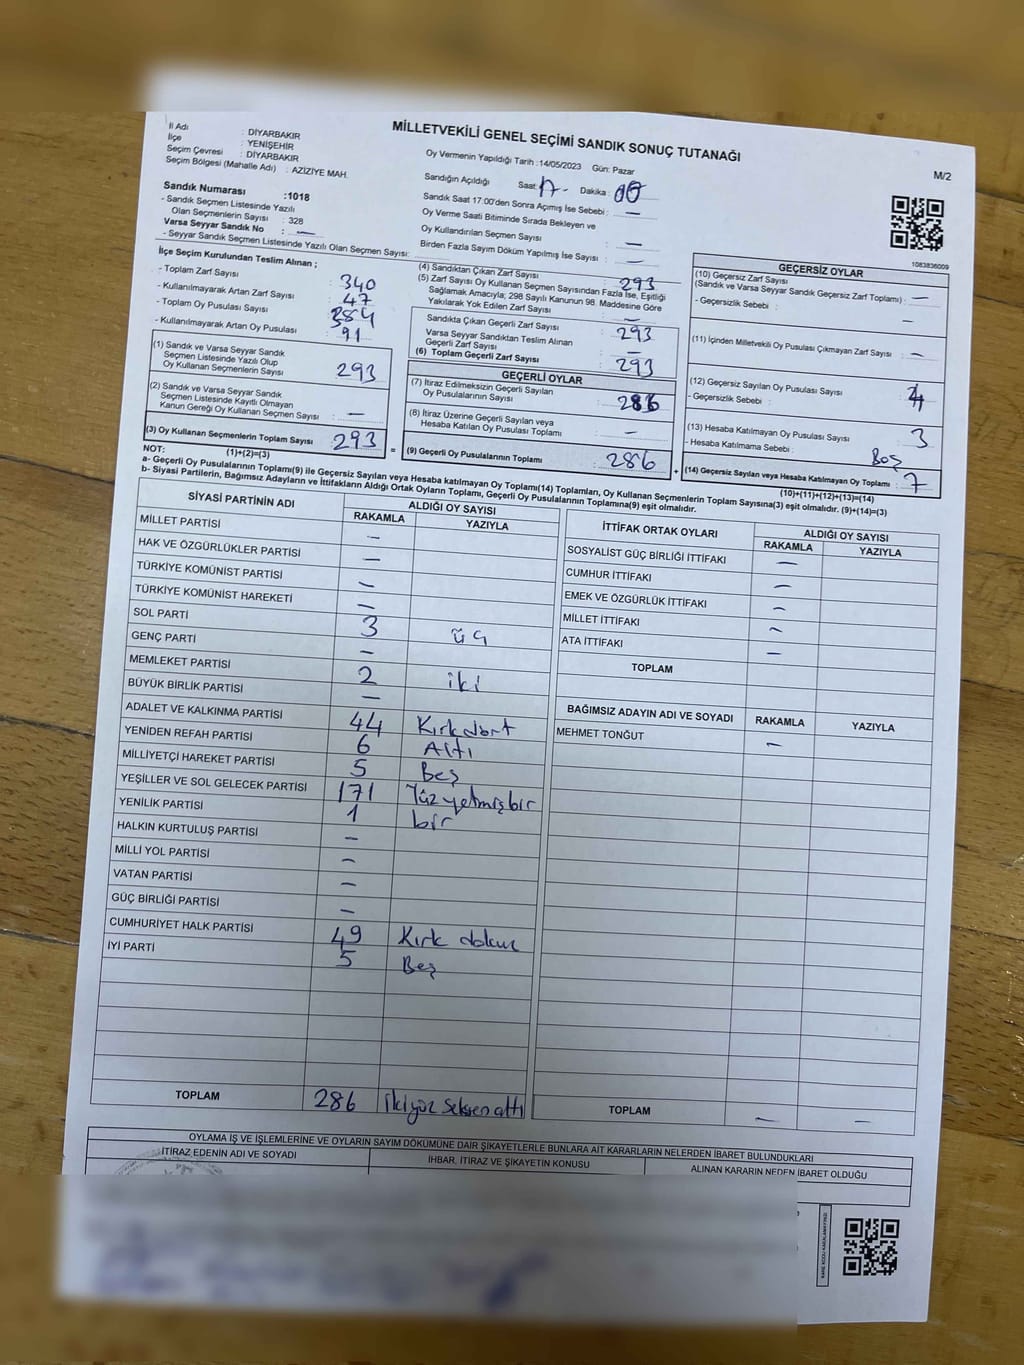 MİLLETVEKİLİ GENEL SEÇİMİ SANDIK SONUÇ TUTANAĞI
M/2
İl Adı : DİYARBAKIR
İlçe : YENİŞEHİR
Seçim Çevresi : DİYARBAKIR
Seçim Bölgesi (Mahalle Adı) : AZIZIYE MAH.
Sandık Numarası :1018
- Sandık Seçmen Listesinde Yazılı
Olan Seçmenlerin Sayısı : 328
Varsa Seyyar Sandık No : —
- Seyyar Sandık Seçmen Listesinde Yazılı Olan Seçmen Sayısı:
Oy Vermenin Yapıldığı Tarih :14/05/2023 Gün: Pazar
Sandığın Açıldığı Saat: 17- Dakika: 00
Sandık Saat 17.00'den Sonra Açımış İse Sebebi : —
Oy Verme Saati Bitiminde Sırada Bekleyen ve
Oy Kullandırılan Seçmen Sayısı : —
Birden Fazla Sayım Döküm Yapılmış İse Sayısı : —
1083836009
İlçe Seçim Kurulundan Teslim Alınan ;
- Toplam Zarf Sayısı : 340
- Kullanılmayarak Artan Zarf Sayısı : 47
- Toplam Oy Pusulası Sayısı : 384
- Kullanılmayarak Artan Oy Pusulası : 91
(1) Sandık ve Varsa Seyyar Sandık
Seçmen Listesinde Yazılı Olup
Oy Kullanan Seçmenlerin Sayısı : 293
(2) Sandık ve Varsa Seyyar Sandık
Seçmen Listesinde Kayıtlı Olmayan
Kanun Gereği Oy Kullanan Seçmen Sayısı : —
(3) Oy Kullanan Seçmenlerin Toplam Sayısı : 293
(1)+(2)=(3)
(4) Sandıktan Çıkan Zarf Sayısı : 293
(5) Zarf Sayısı Oy Kullanan Seçmen Sayısından Fazla İse, Eşitliği
Sağlamak Amacıyla; 298 Sayılı Kanunun 98. Maddesine Göre
Yakılarak Yok Edilen Zarf Sayısı : —
Sandıkta Çıkan Geçerli Zarf Sayısı : 293
Varsa Seyyar Sandıktan Teslim Alınan
Geçerli Zarf Sayısı : —
(6) Toplam Geçerli Zarf Sayısı : 293
GEÇERLİ OYLAR
(7) İtiraz Edilmeksizin Geçerli Sayılan
Oy Pusulalarının Sayısı : 286
(8) İtiraz Üzerine Geçerli Sayılan veya
Hesaba Katılan Oy Pusulası Toplamı : —
= (9) Geçerli Oy Pusulalarının Toplamı : 286 +
GEÇERSİZ OYLAR
(10) Geçersiz Zarf Sayısı
(Sandık ve Varsa Seyyar Sandık Geçersiz Zarf Toplamı) : —
- Geçersizlik Sebebi : —
(11) İçinden Milletvekili Oy Pusulası Çıkmayan Zarf Sayısı : —
(12) Geçersiz Sayılan Oy Pusulası Sayısı : 4
- Geçersizlik Sebebi :
(13) Hesaba Katılmayan Oy Pusulası Sayısı : 3
- Hesaba Katılmama Sebebi : Boş
(14) Geçersiz Sayılan veya Hesaba Katılmayan Oy Toplamı : 7
(10)+(11)+(12)+(13)=(14)
NOT:
a- Geçerli Oy Pusulalarının Toplamı(9) ile Geçersiz Sayılan veya Hesaba katılmayan Oy Toplamı(14) Toplamları, Oy Kullanan Seçmenlerin Toplam Sayısına(3) eşit olmalıdır. (9)+(14)=(3)
b- Siyasi Partilerin, Bağımsız Adayların ve İttifakların Aldığı Ortak Oyların Toplamı, Geçerli Oy Pusulalarının Toplamına(9) eşit olmalıdır.
SİYASİ PARTİNİN ADI ALDIĞI OY SAYISI
RAKAMLA YAZIYLA
MİLLET PARTİSİ —
HAK VE ÖZGÜRLÜKLER PARTİSİ —
TÜRKİYE KOMÜNİST PARTİSİ —
TÜRKİYE KOMÜNİST HAREKETİ —
SOL PARTİ 3 üç
GENÇ PARTİ —
MEMLEKET PARTİSİ 2 iki
BÜYÜK BİRLİK PARTİSİ —
ADALET VE KALKINMA PARTİSİ 44 Kırkdört
YENİDEN REFAH PARTİSİ 6 Altı
MİLLİYETÇİ HAREKET PARTİSİ 5 Beş
YEŞİLLER VE SOL GELECEK PARTİSİ 171 Yüzyetmişbir
YENİLİK PARTİSİ 1 bir
HALKIN KURTULUŞ PARTİSİ —
MİLLİ YOL PARTİSİ —
VATAN PARTİSİ —
GÜÇ BİRLİĞİ PARTİSİ —
CUMHURİYET HALK PARTİSİ 49 Kırk dokuz
İYİ PARTİ 5 Beş
TOPLAM 286 İkiyüz Seksenaltı
İTTİFAK ORTAK OYLARI ALDIĞI OY SAYISI
RAKAMLA YAZIYLA
SOSYALIST GÜÇ BİRLİĞİ İTTİFAKI —
CUMHUR İTTİFAKI —
EMEK VE ÖZGÜRLÜK İTTİFAKI —
MİLLET İTTİFAKI —
ATA İTTİFAKI —
TOPLAM
BAĞIMSIZ ADAYIN ADI VE SOYADI RAKAMLA YAZIYLA
MEHMET TONĞUT —
TOPLAM — —
OYLAMA İŞ VE İŞLEMLERİNE VE OYLARIN SAYIM DÖKÜMÜNE DAİR ŞİKAYETLERLE BUNLARA AİT KARARLARIN NELERDEN İBARET BULUNDUKLARI
İTİRAZ EDENİN ADI VE SOYADI İHBAR, İTİRAZ VE ŞİKAYETİN KONUSU ALINAN KARARIN NEDEN İBARET OLDUĞU